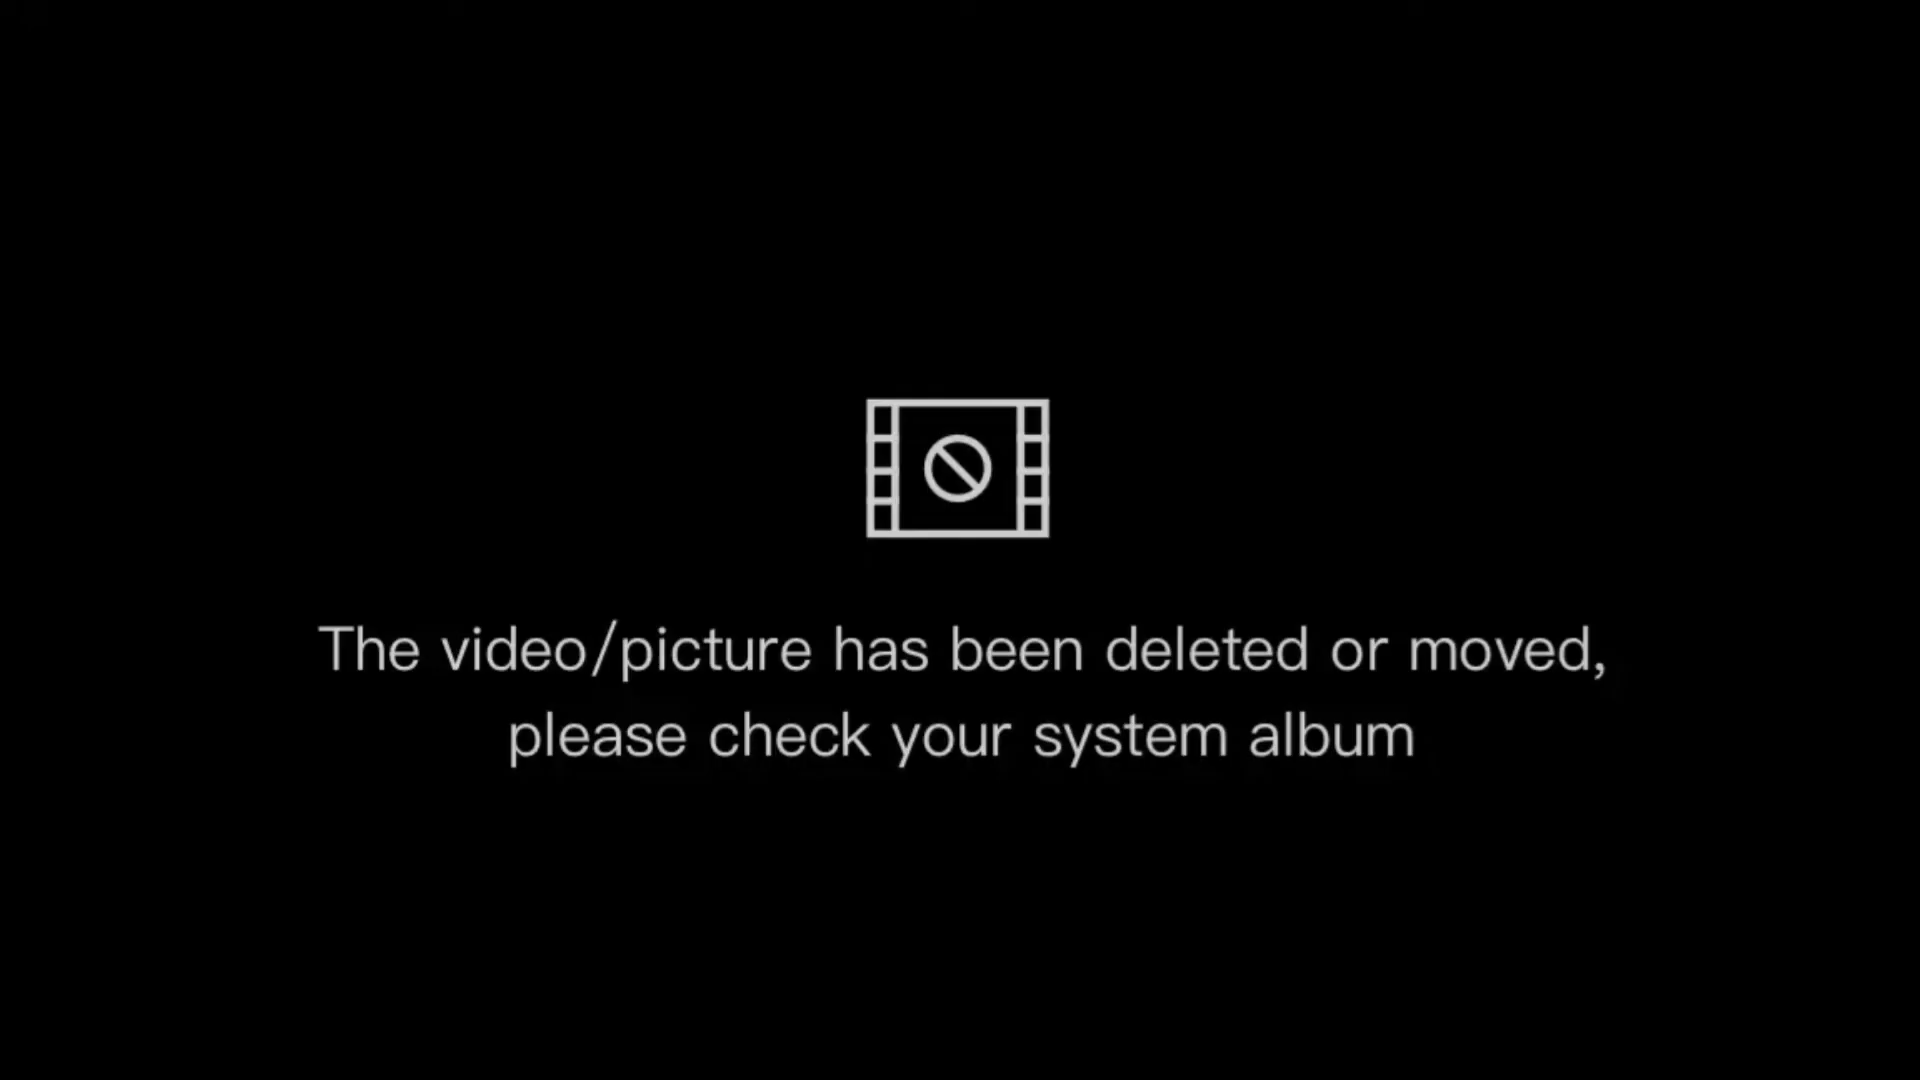 The video/picture has been deleted or moved,
please check your system album